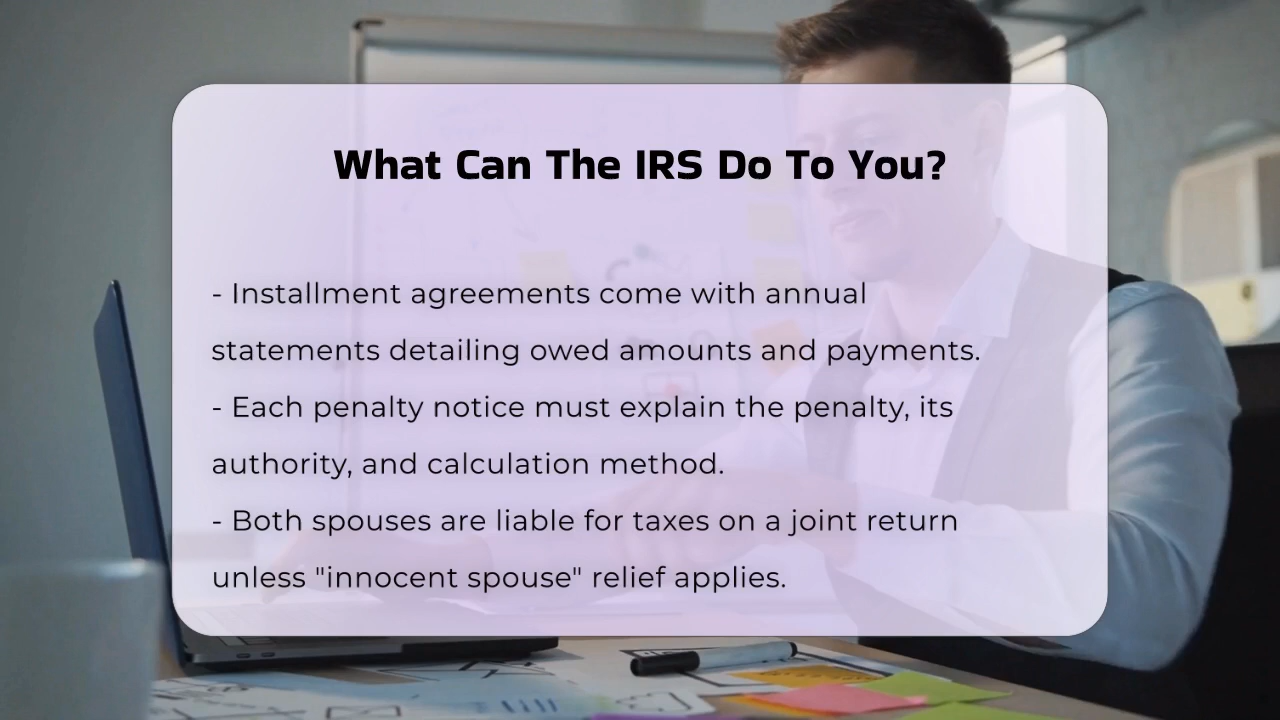 What Can The IRS Do To You?
- Installment agreements come with annual
statements detailing owed amounts and payments.
- Each penalty notice must explain the penalty, its
authority, and calculation method.
- Both spouses are liable for taxes on a joint return
unless "innocent spouse" relief applies.